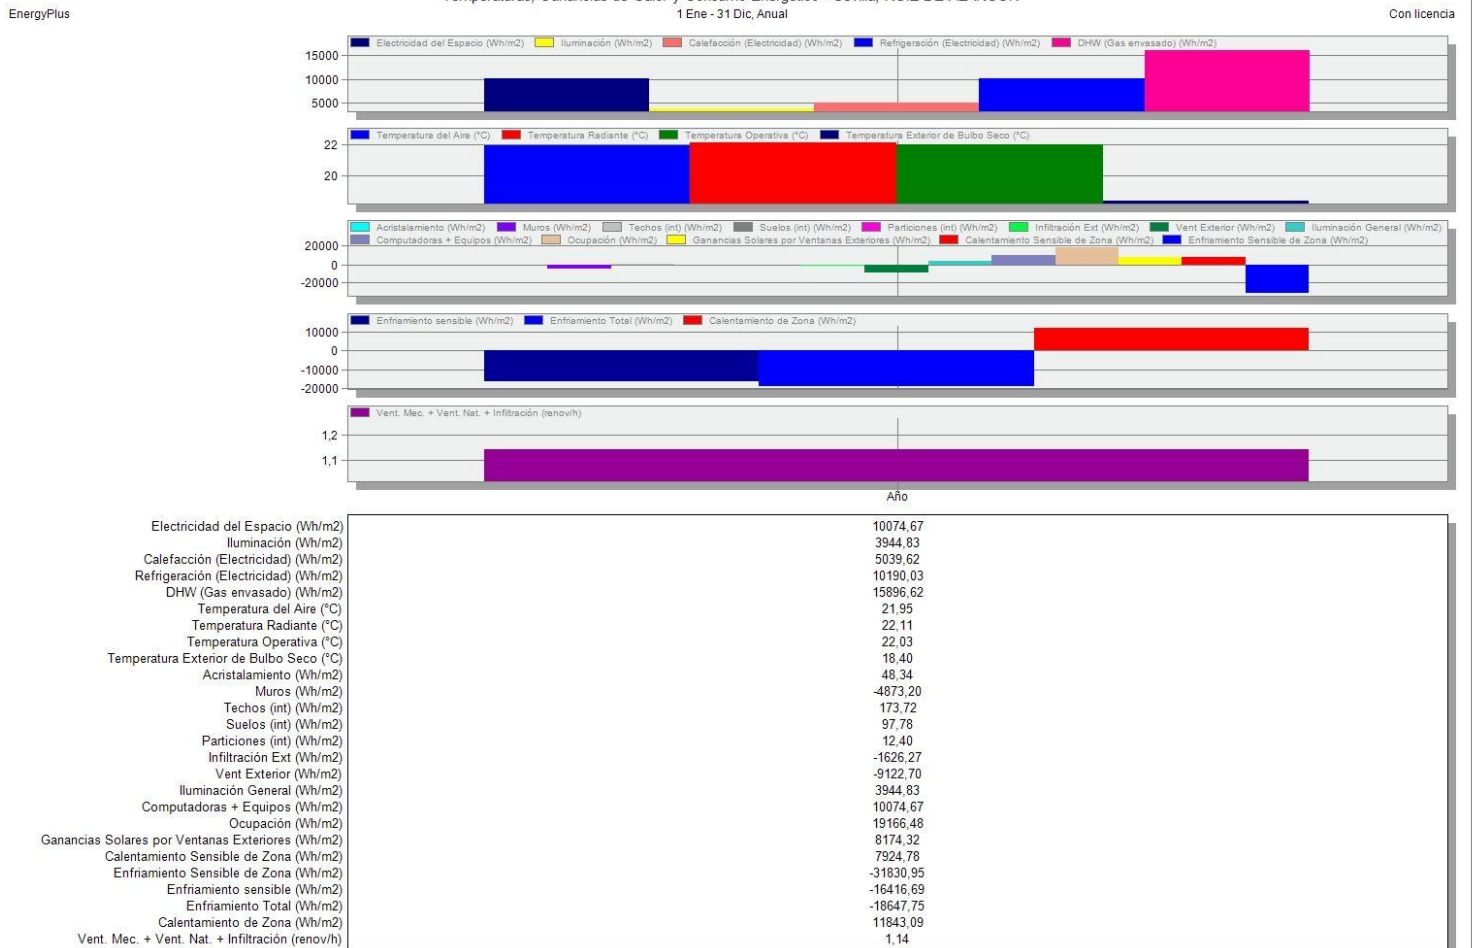 EnergyPlus
1 Ene - 31 Dic, Anual
Con licencia
Electricidad del Espacio (Wh/m2) Iluminación (Wh/m2) Calefacción (Electricidad) (Wh/m2) Refrigeración (Electricidad) (Wh/m2) DHW (Gas envasado) (Wh/m2)
15000
10000
5000
Temperatura del Aire (°C) Temperatura Radiante (°C) Temperatura Operativa (°C) Temperatura Exterior de Bulbo Seco (°C)
22
20
Acristalamiento (Wh/m2) Muros (Wh/m2) Techos (int) (Wh/m2) Suelos (int) (Wh/m2) Particiones (int) (Wh/m2) Infiltración Ext (Wh/m2) Vent Exterior (Wh/m2) Iluminación General (Wh/m2)
Computadoras + Equipos (Wh/m2) Ocupación (Wh/m2) Ganancias Solares por Ventanas Exteriores (Wh/m2) Calentamiento Sensible de Zona (Wh/m2) Enfriamiento Sensible de Zona (Wh/m2)
20000
0
-20000
Enfriamiento sensible (Wh/m2) Enfriamiento Total (Wh/m2) Calentamiento de Zona (Wh/m2)
10000
0
-10000
-20000
Vent. Mec. + Vent. Nat. + Infiltración (renov/h)
1,2
1,1
Año
Electricidad del Espacio (Wh/m2) 10074,67
Iluminación (Wh/m2) 3944,83
Calefacción (Electricidad) (Wh/m2) 5039,62
Refrigeración (Electricidad) (Wh/m2) 10190,03
DHW (Gas envasado) (Wh/m2) 15896,62
Temperatura del Aire (°C) 21,95
Temperatura Radiante (°C) 22,11
Temperatura Operativa (°C) 22,03
Temperatura Exterior de Bulbo Seco (°C) 18,40
Acristalamiento (Wh/m2) 48,34
Muros (Wh/m2) -4873,20
Techos (int) (Wh/m2) 173,72
Suelos (int) (Wh/m2) 97,78
Particiones (int) (Wh/m2) 12,40
Infiltración Ext (Wh/m2) -1626,27
Vent Exterior (Wh/m2) -9122,70
Iluminación General (Wh/m2) 3944,83
Computadoras + Equipos (Wh/m2) 10074,67
Ocupación (Wh/m2) 19166,48
Ganancias Solares por Ventanas Exteriores (Wh/m2) 8174,32
Calentamiento Sensible de Zona (Wh/m2) 7924,78
Enfriamiento Sensible de Zona (Wh/m2) -31830,95
Enfriamiento sensible (Wh/m2) -16416,69
Enfriamiento Total (Wh/m2) -18647,75
Calentamiento de Zona (Wh/m2) 11843,09
Vent. Mec. + Vent. Nat. + Infiltración (renov/h) 1,14